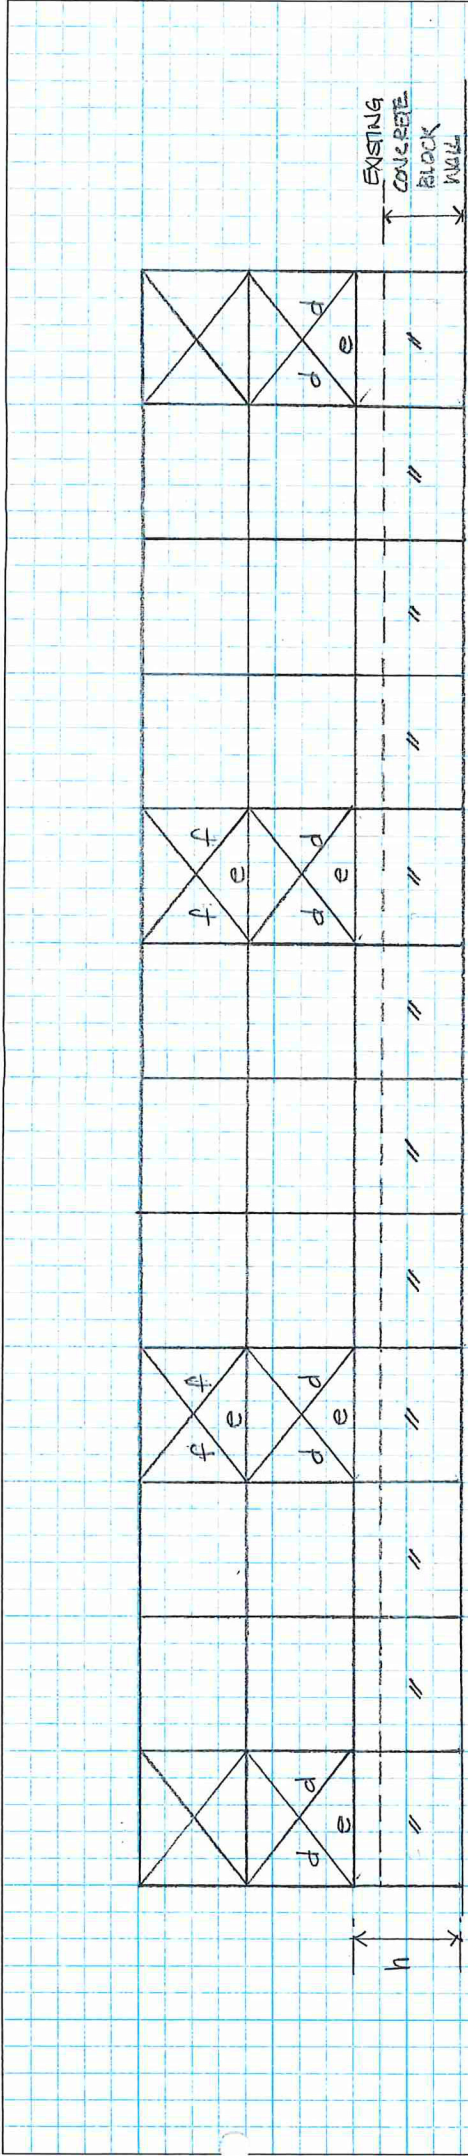 f f f f
e e
d d d d d d d d
e e e e
EXISTING
CONCRETE
BLOCK
WALL
h
〃 〃 〃 〃 〃 〃 〃 〃 〃 〃 〃 〃